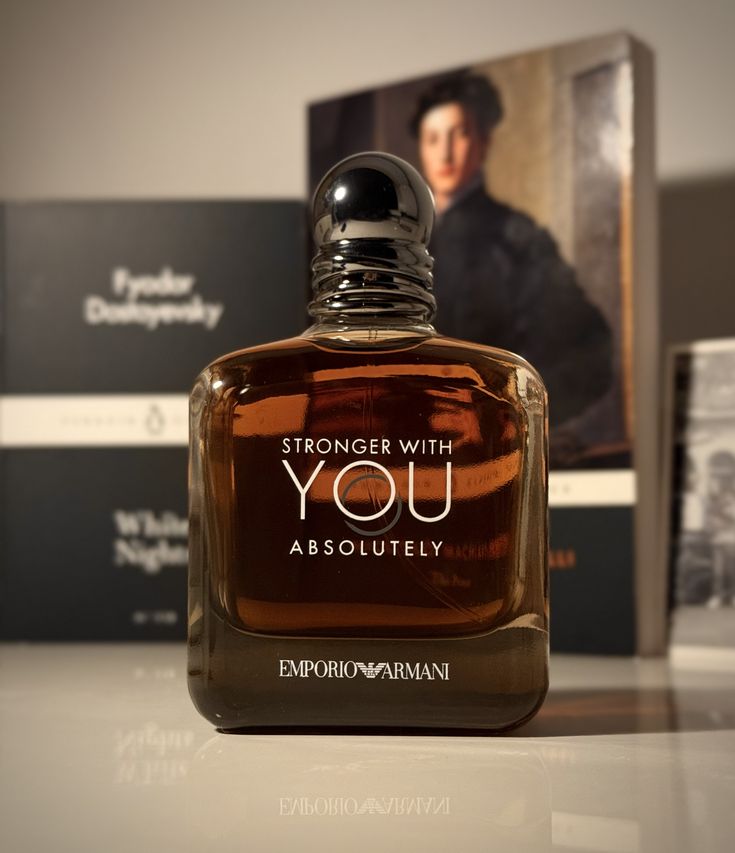 Fyodor
Dostoyevsky
White
Nights
STRONGER WITH
YOU
ABSOLUTELY
EMPORIO ARMANI